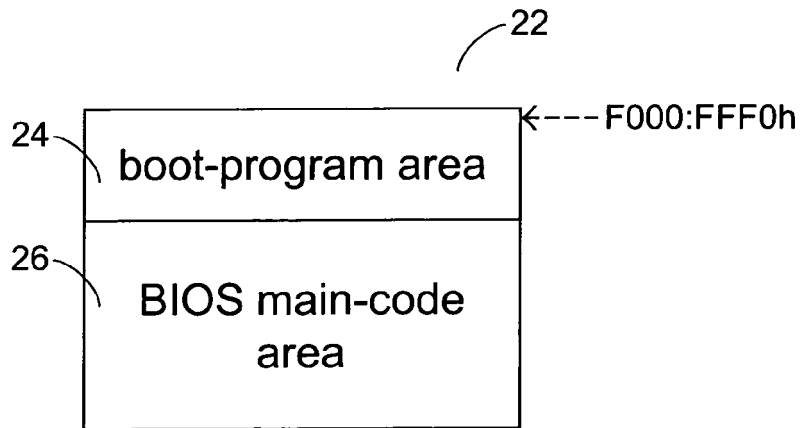 22
F000:FFF0h
24
boot-program area
26
BIOS main-code
area